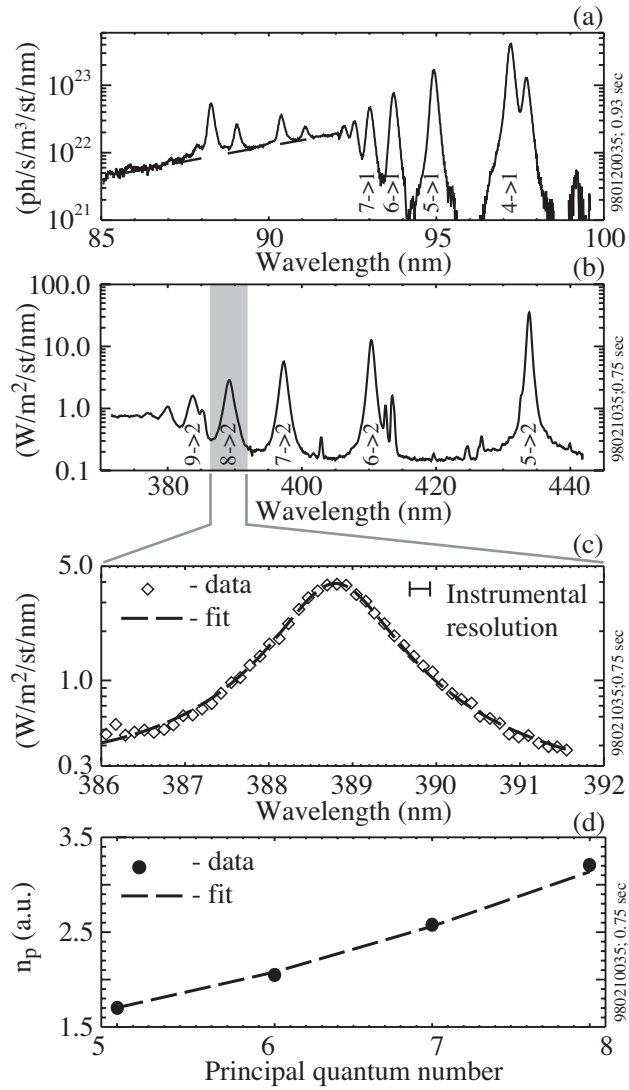 (a)
(ph/s/m³/st/nm)
10²³
10²²
10²¹
7->1
6->1
5->1
4->1
85 90 95 100
Wavelength (nm)
980120035; 0.93 sec
(b)
(W/m²/st/nm)
100.0
10.0
1.0
0.1
9->2
8->2
7->2
6->2
5->2
380 400 420 440
Wavelength (nm)
98021035;0.75 sec
(c)
(W/m²/st/nm)
5.0
1.0
0.3
- data
- fit
Instrumental
resolution
386 387 388 389 390 391 392
Wavelength (nm)
98021035;0.75 sec
(d)
n_p (a.u.)
3.5
2.5
1.5
- data
- fit
5 6 7 8
Principal quantum number
980210035; 0.75 sec